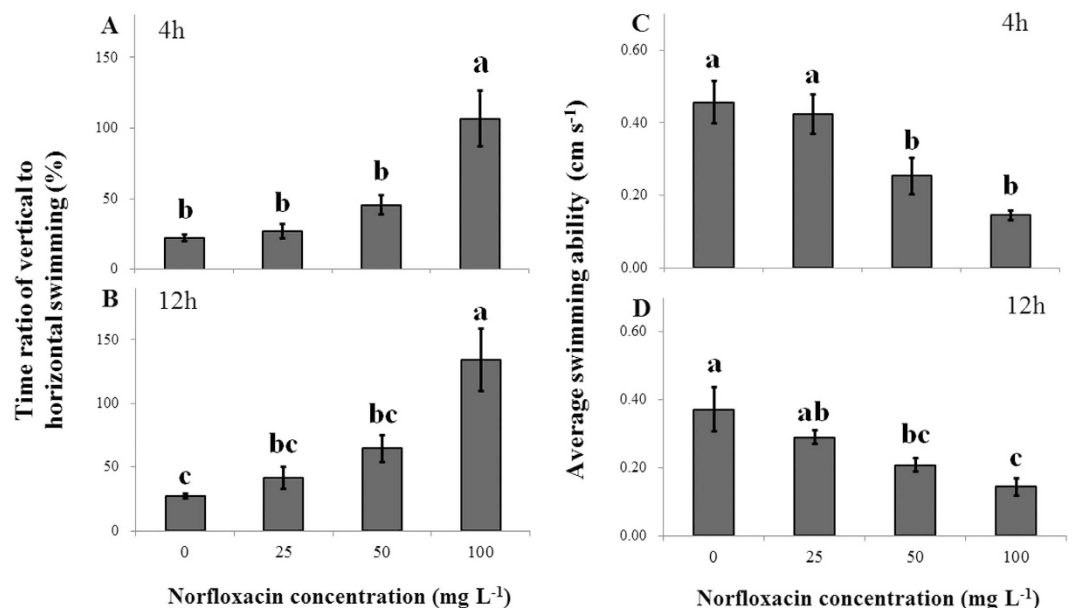 A
4h
Time ratio of vertical to
horizontal swimming (%)
150
100
50
0
b
b
b
a
B
12h
150
100
50
0
c
bc
bc
a
0 25 50 100
Norfloxacin concentration (mg L⁻¹)
C
4h
Average swimming ability (cm s⁻¹)
0.60
0.40
0.20
0.00
a
a
b
b
D
12h
0.60
0.40
0.20
0.00
a
ab
bc
c
0 25 50 100
Norfloxacin concentration (mg L⁻¹)